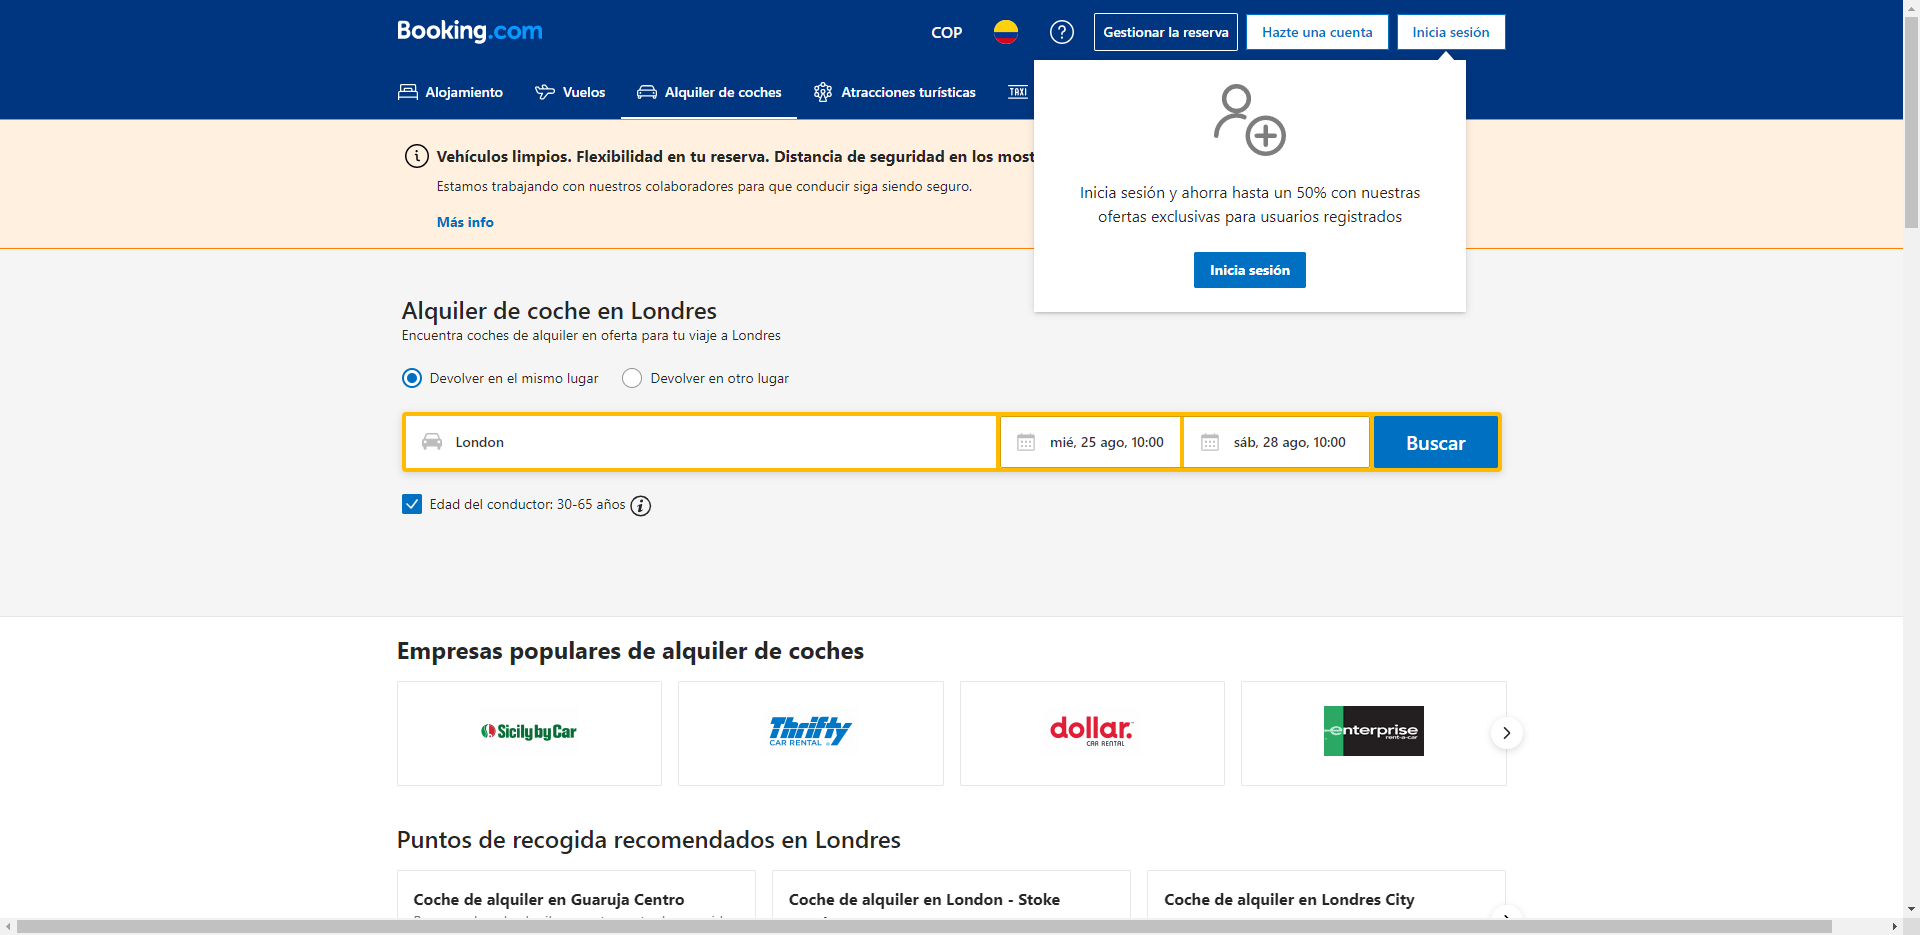 Booking.com
COP
Gestionar la reserva
Hazte una cuenta
Inicia sesión
Alojamiento
Vuelos
Alquiler de coches
Atracciones turísticas
TAXI
Inicia sesión y ahorra hasta un 50% con nuestras
ofertas exclusivas para usuarios registrados
Inicia sesión
Vehículos limpios. Flexibilidad en tu reserva. Distancia de seguridad en los most
Estamos trabajando con nuestros colaboradores para que conducir siga siendo seguro.
Más info
Alquiler de coche en Londres
Encuentra coches de alquiler en oferta para tu viaje a Londres
Devolver en el mismo lugar
Devolver en otro lugar
London
mié, 25 ago, 10:00
sáb, 28 ago, 10:00
Buscar
Edad del conductor: 30-65 años
Empresas populares de alquiler de coches
Sicily by Car
Thrifty
CAR RENTAL
dollar.
CAR RENTAL
enterprise
rent-a-car
Puntos de recogida recomendados en Londres
Coche de alquiler en Guaruja Centro
Coche de alquiler en London - Stoke
Coche de alquiler en Londres City